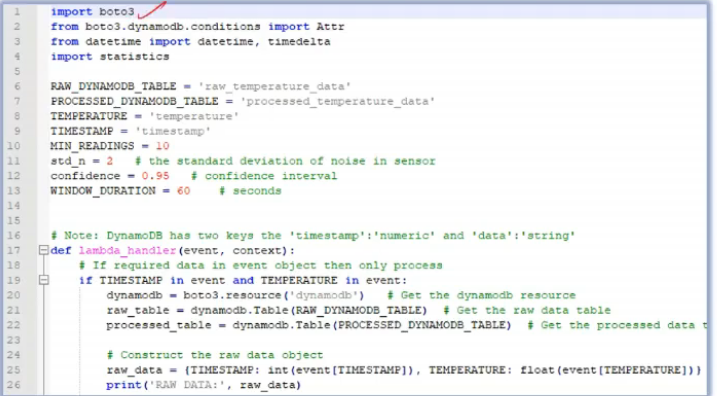 1 import boto3
2 from boto3.dynamodb.conditions import Attr
3 from datetime import datetime, timedelta
4 import statistics
5
6 RAW_DYNAMODB_TABLE = 'raw_temperature_data'
7 PROCESSED_DYNAMODB_TABLE = 'processed_temperature_data'
8 TEMPERATURE = 'temperature'
9 TIMESTAMP = 'timestamp'
10 MIN_READINGS = 10
11 std_n = 2 # the standard deviation of noise in sensor
12 confidence = 0.95 # confidence interval
13 WINDOW_DURATION = 60 # seconds
14
15
16 # Note: DynamoDB has two keys the 'timestamp':'numeric' and 'data':'string'
17 def lambda_handler(event, context):
18 # If required data in event object then only process
19 if TIMESTAMP in event and TEMPERATURE in event:
20 dynamodb = boto3.resource('dynamodb') # Get the dynamodb resource
21 raw_table = dynamodb.Table(RAW_DYNAMODB_TABLE) # Get the raw data table
22 processed_table = dynamodb.Table(PROCESSED_DYNAMODB_TABLE) # Get the processed data t
23
24 # Construct the raw data object
25 raw_data = {TIMESTAMP: int(event[TIMESTAMP]), TEMPERATURE: float(event[TEMPERATURE])}
26 print('RAW DATA:', raw_data)